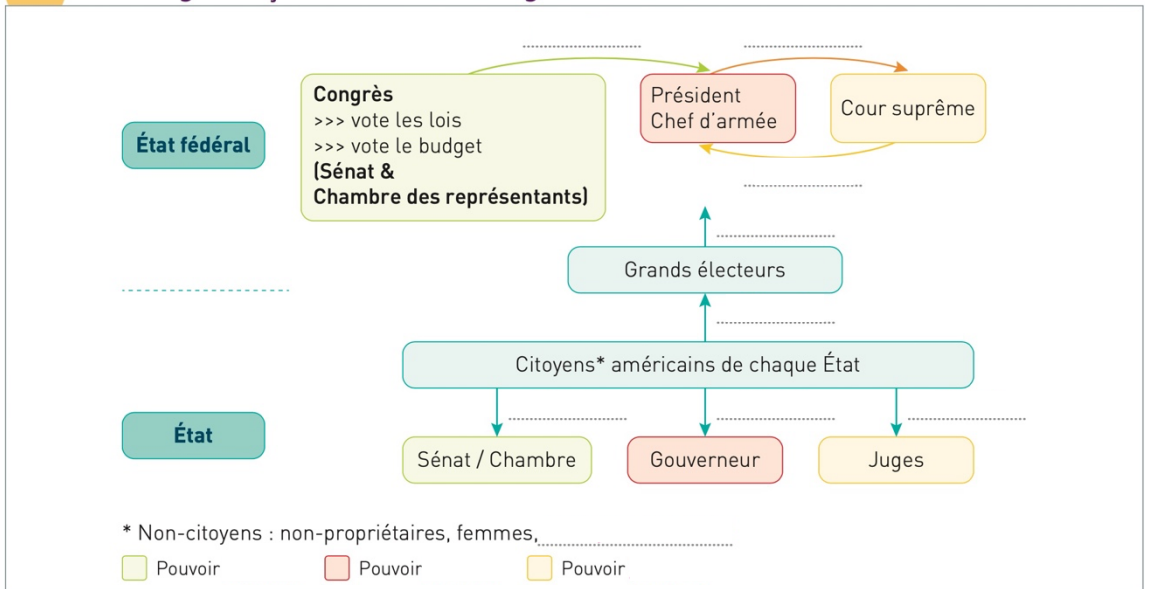 Congrès
>>> vote les lois
>>> vote le budget
(Sénat &
Chambre des représentants)
Président
Chef d'armée
Cour suprême
État fédéral
Grands électeurs
Citoyens* américains de chaque État
État
Sénat / Chambre
Gouverneur
Juges
* Non-citoyens : non-propriétaires, femmes,
Pouvoir
Pouvoir
Pouvoir